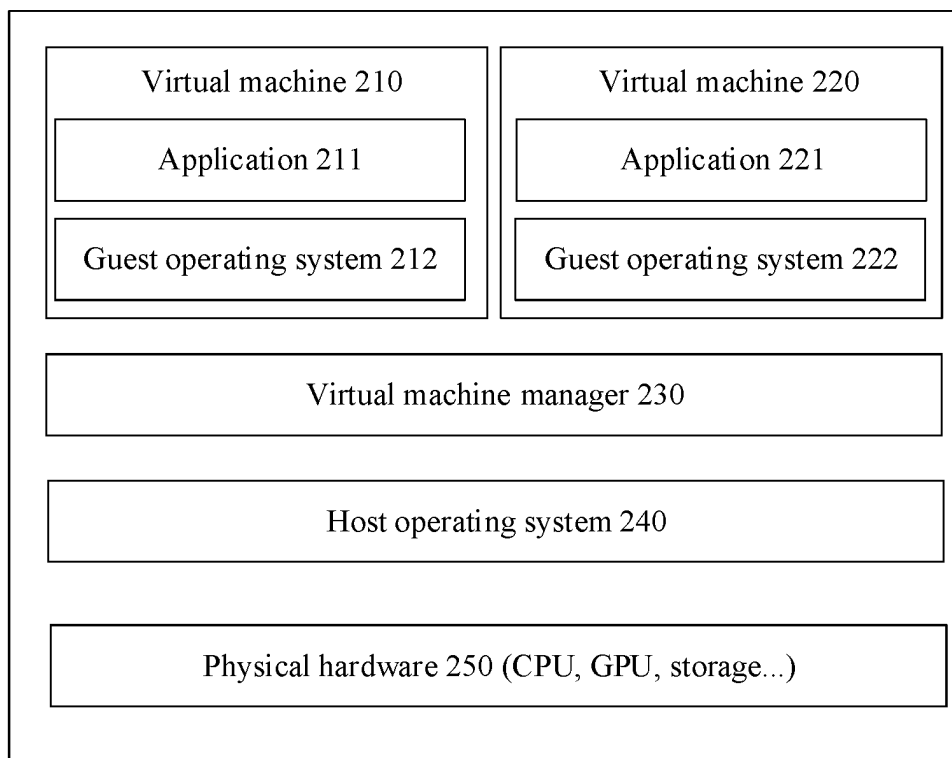 Virtual machine 210
Application 211
Guest operating system 212
Virtual machine 220
Application 221
Guest operating system 222
Virtual machine manager 230
Host operating system 240
Physical hardware 250 (CPU, GPU, storage...)